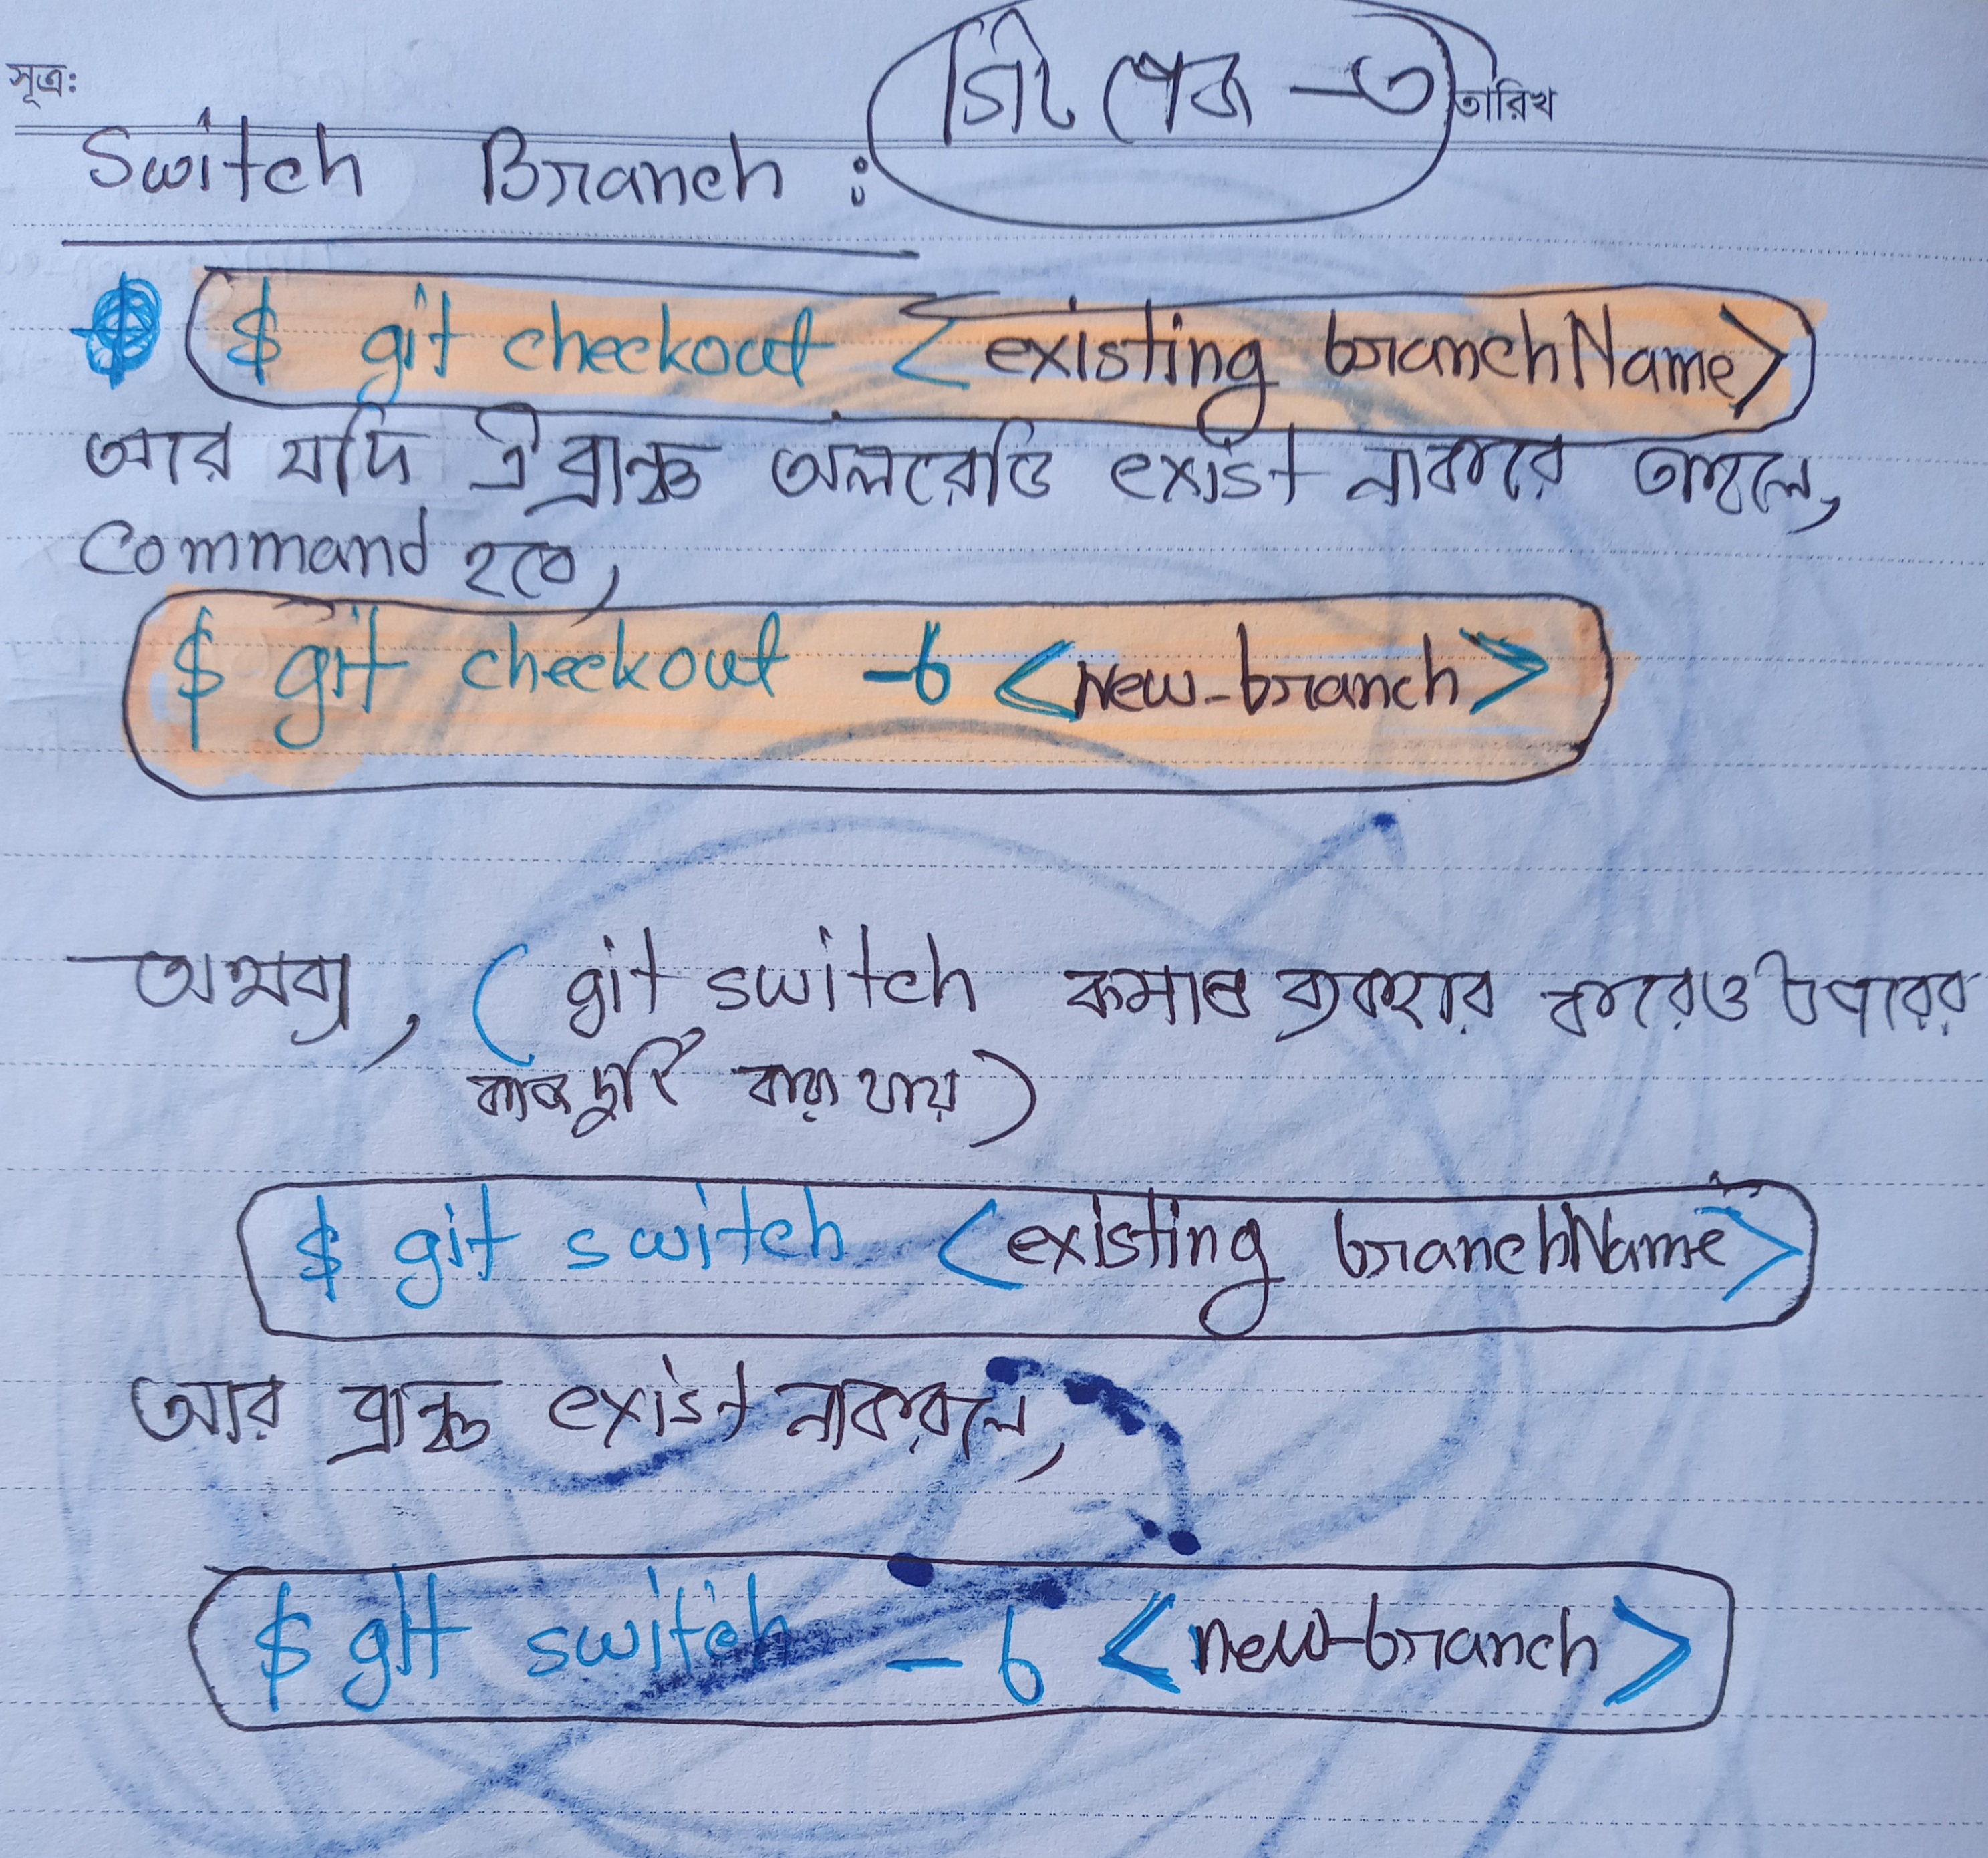 সূত্রঃ
গিট পেজ -৩
তারিখ
Switch Branch :
$ git checkout <existing branchName>
আর যদি ঐ ব্রাঞ্চ অলরেডি exist না করে তাহলে,
Command হবে,
$ git checkout -b <new-branch>
অথবা, (git switch কমান্ড ব্যবহার করেও উপরের
কাজ দুটি করা যায়)
$ git switch <existing branchName>
আর ব্রাঞ্চ exist না করলে,
$ git switch - b <new-branch>